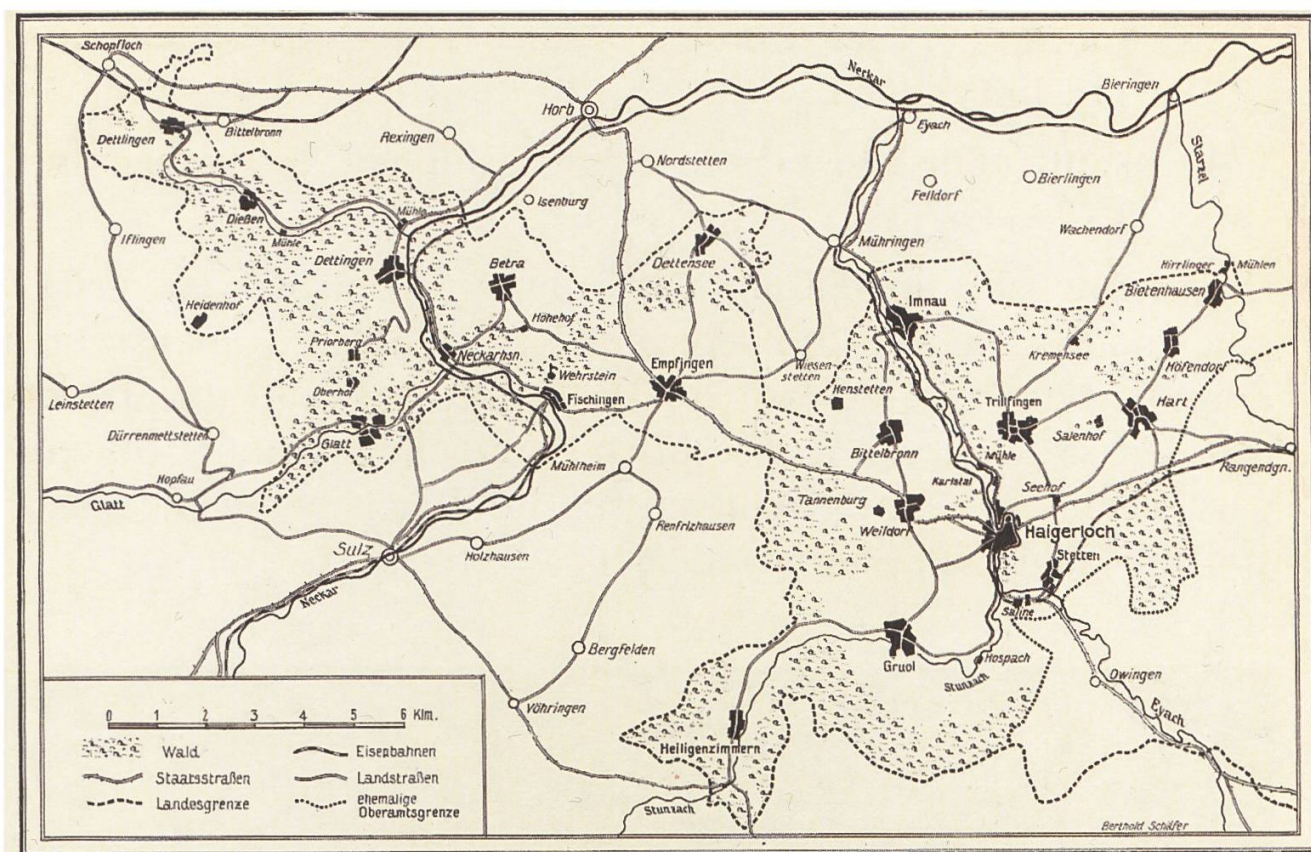 Schopfloch
Neckar
Bieringen
Horb
Dettlingen
Bittelbronn
Rexingen
Eyach
Nordstetten
Starzel
Felldorf
Bierlingen
Isenburg
Dießen
Mühle
Mühle
Iflingen
Wachendorf
Mühringen
Dettingen
Betra
Dettensee
Hirrlinger Mühlen
Bietenhausen
Heidenhof
Imnau
Höhehof
Priorberg
Neckarhsn.
Kremensee
Höfendorf
Wiesen
stetten
Empfingen
Wehrstein
Oberhof
Fischingen
Leinstetten
Henstetten
Trillfingen
Hart
Salenhof
Dürrenmettstetten
Glatt
Bittelbronn
Mühle
Mühlheim
Rangendgn.
Hopfau
Karlstal
Seehof
Glatt
Tannenburg
Weildorf
Renfrizhausen
Haigerloch
Sulz
Holzhausen
Stetten
Neckar
Saline
Bergfelden
Gruol
Hospach
Stunzach
Owingen
Eyach
Vöhringen
Heiligenzimmern
Stunzach
0 1 2 3 4 5 6 Klm.
Wald
Eisenbahnen
Staatsstraßen
Landstraßen
Landesgrenze
ehemalige
Oberamtsgrenze
Berthold Schäfer